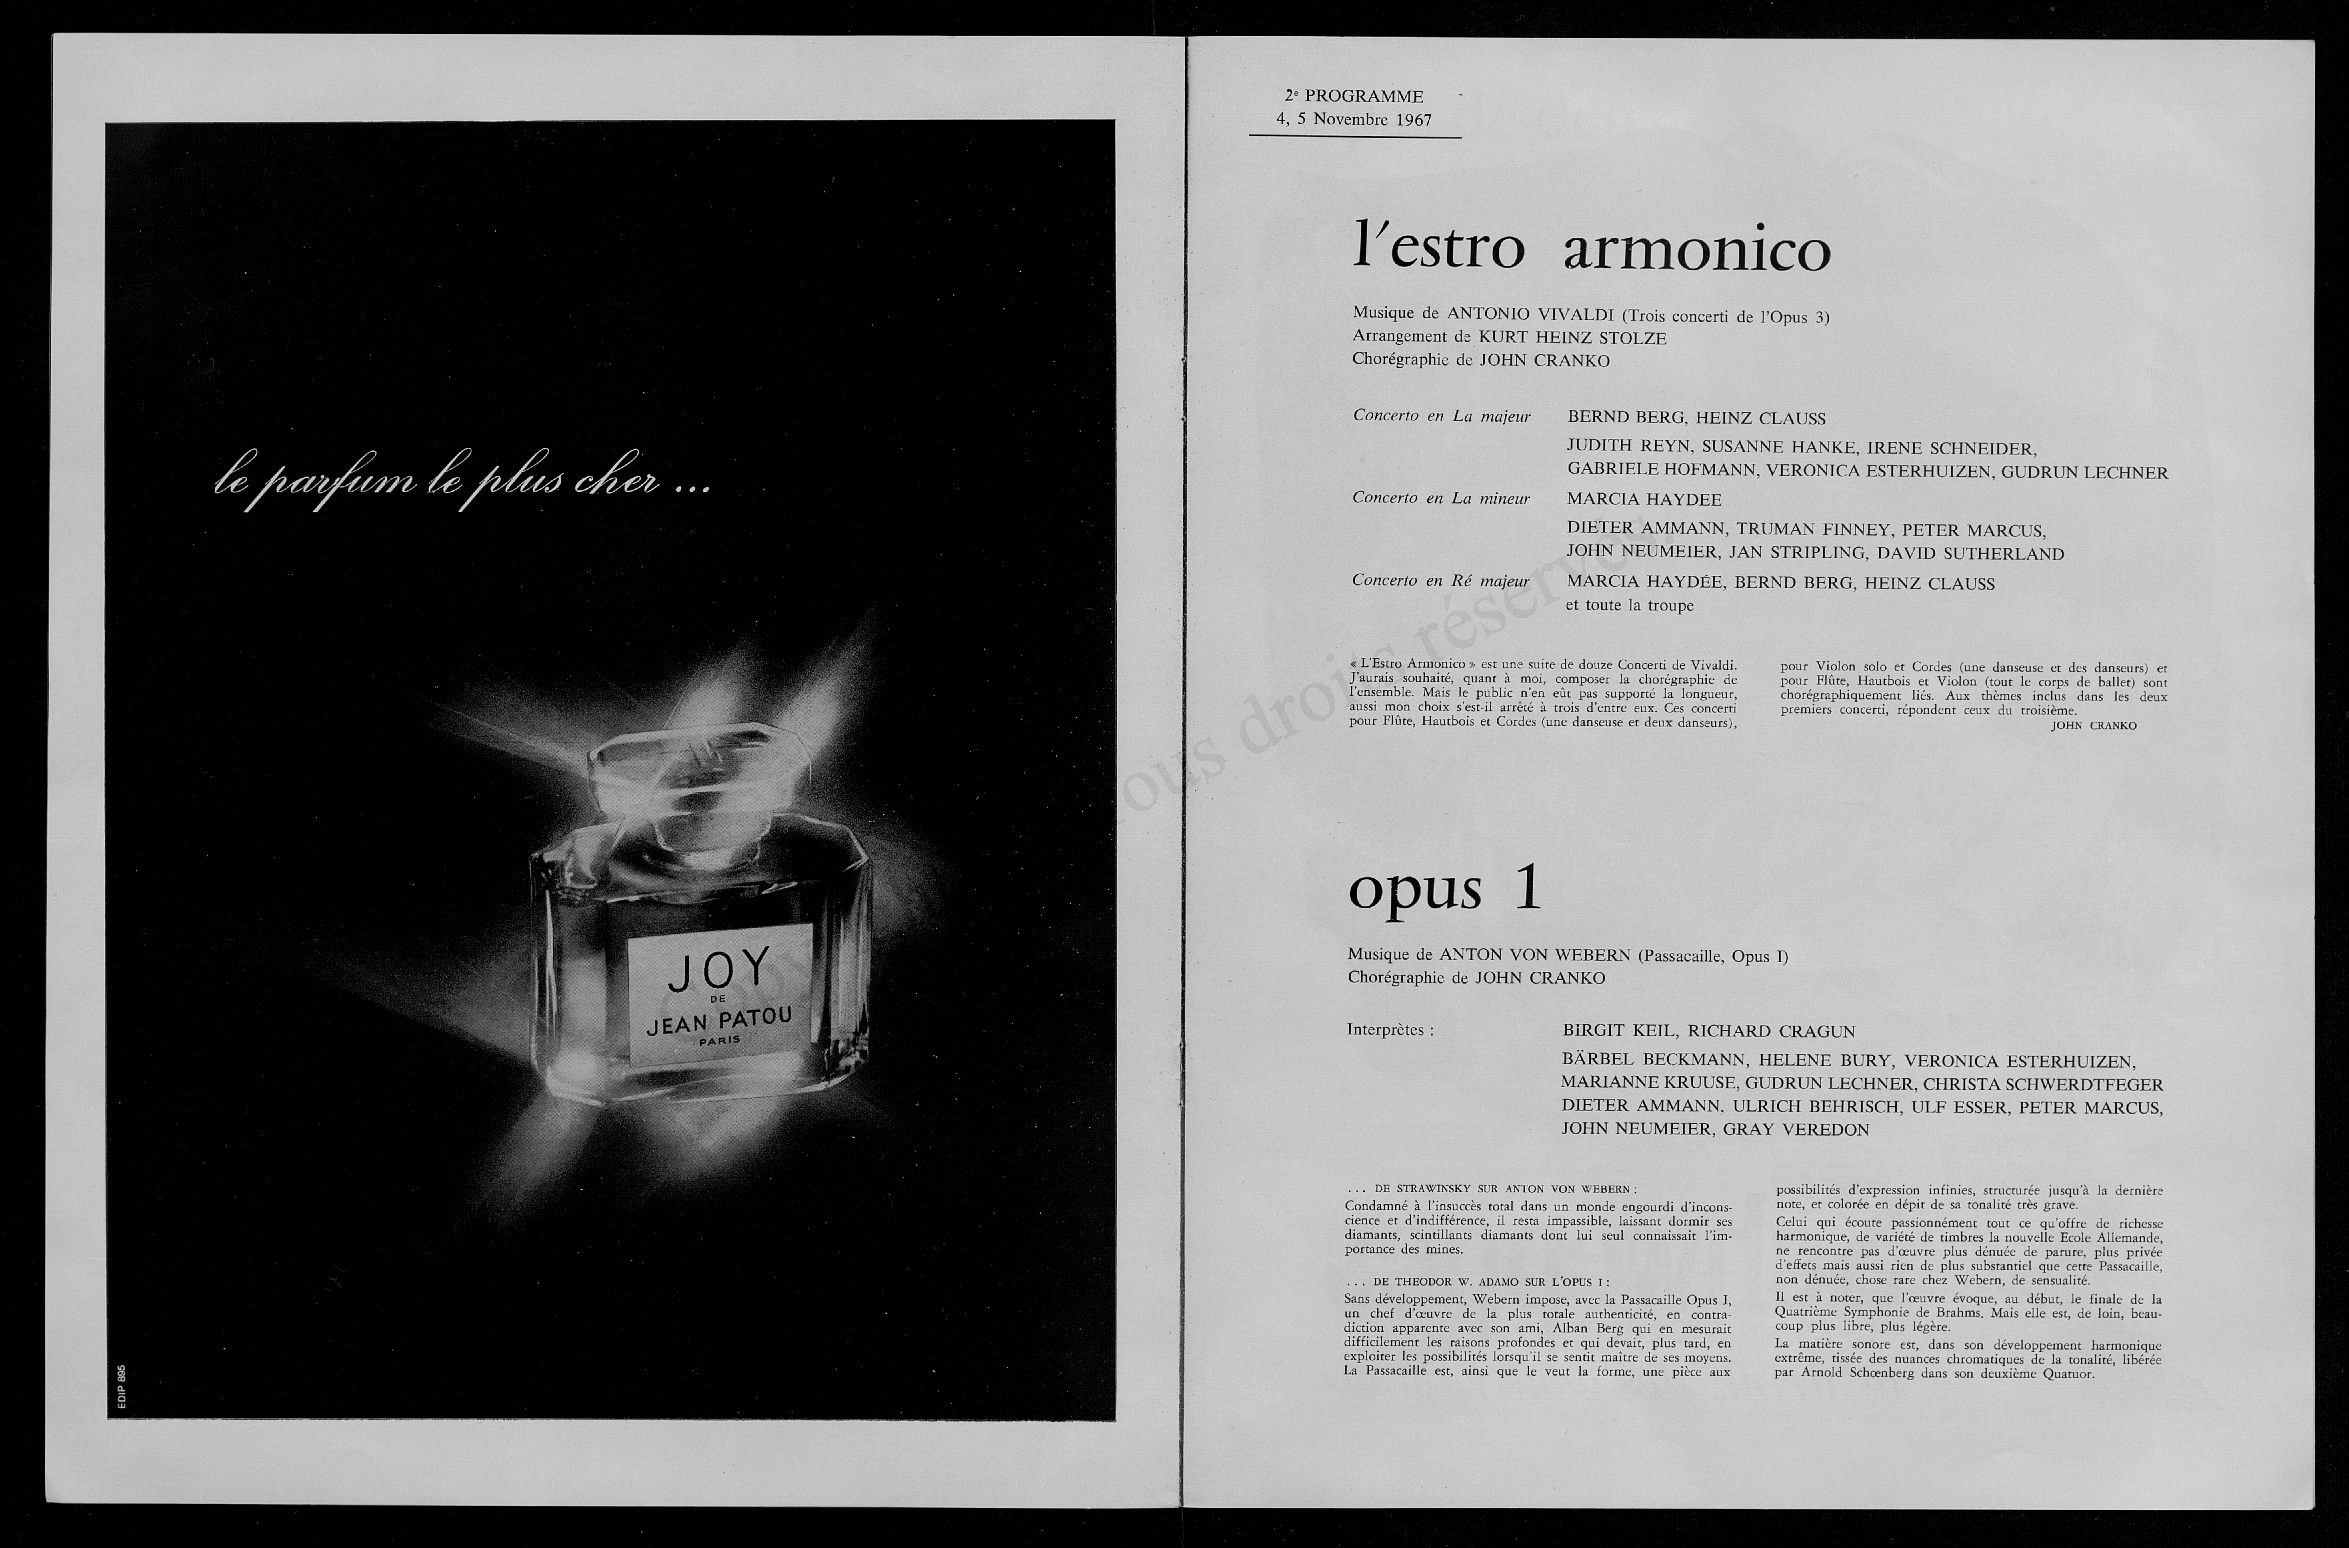 le parfum le plus cher ...
JOY
DE
JEAN PATOU
PARIS
EDIP 895
2e PROGRAMME
4, 5 Novembre 1967
l'estro armonico
Musique de ANTONIO VIVALDI (Trois concerti de l'Opus 3)
Arrangement de KURT HEINZ STOLZE
Chorégraphie de JOHN CRANKO
Concerto en La majeur BERND BERG, HEINZ CLAUSS
JUDITH REYN, SUSANNE HANKE, IRENE SCHNEIDER,
GABRIELE HOFMANN, VERONICA ESTERHUIZEN, GUDRUN LECHNER
Concerto en La mineur MARCIA HAYDEE
DIETER AMMANN, TRUMAN FINNEY, PETER MARCUS,
JOHN NEUMEIER, JAN STRIPLING, DAVID SUTHERLAND
Concerto en Ré majeur MARCIA HAYDÉE, BERND BERG, HEINZ CLAUSS
et toute la troupe
« L'Estro Armonico » est une suite de douze Concerti de Vivaldi.
J'aurais souhaité, quant à moi, composer la chorégraphie de
l'ensemble. Mais le public n'en eût pas supporté la longueur,
aussi mon choix s'est-il arrêté à trois d'entre eux. Ces concerti
pour Flûte, Hautbois et Cordes (une danseuse et deux danseurs),
pour Violon solo et Cordes (une danseuse et des danseurs) et
pour Flûte, Hautbois et Violon (tout le corps de ballet) sont
chorégraphiquement liés. Aux thèmes inclus dans les deux
premiers concerti, répondent ceux du troisième.
JOHN CRANKO
tous droits réservés
opus 1
Musique de ANTON VON WEBERN (Passacaille, Opus I)
Chorégraphie de JOHN CRANKO
Interprètes : BIRGIT KEIL, RICHARD CRAGUN
BÄRBEL BECKMANN, HELENE BURY, VERONICA ESTERHUIZEN,
MARIANNE KRUUSE, GUDRUN LECHNER, CHRISTA SCHWERDTFEGER
DIETER AMMANN, ULRICH BEHRISCH, ULF ESSER, PETER MARCUS,
JOHN NEUMEIER, GRAY VEREDON
... DE STRAWINSKY SUR ANTON VON WEBERN :
Condamné à l'insuccès total dans un monde engourdi d'incons-
cience et d'indifférence, il resta impassible, laissant dormir ses
diamants, scintillants diamants dont lui seul connaissait l'im-
portance des mines.
... DE THEODOR W. ADAMO SUR L'OPUS I :
Sans développement, Webern impose, avec la Passacaille Opus I,
un chef d'œuvre de la plus totale authenticité, en contra-
diction apparente avec son ami, Alban Berg qui en mesurait
difficilement les raisons profondes et qui devait, plus tard, en
exploiter les possibilités lorsqu'il se sentit maître de ses moyens.
La Passacaille est, ainsi que le veut la forme, une pièce aux
possibilités d'expression infinies, structurée jusqu'à la dernière
note, et colorée en dépit de sa tonalité très grave.
Celui qui écoute passionnément tout ce qu'offre de richesse
harmonique, de variété de timbres la nouvelle Ecole Allemande,
ne rencontre pas d'œuvre plus dénuée de parure, plus privée
d'effets mais aussi rien de plus substantiel que cette Passacaille,
non dénuée, chose rare chez Webern, de sensualité.
Il est à noter, que l'œuvre évoque, au début, le finale de la
Quatrième Symphonie de Brahms. Mais elle est, de loin, beau-
coup plus libre, plus légère.
La matière sonore est, dans son développement harmonique
extrême, tissée des nuances chromatiques de la tonalité, libérée
par Arnold Schœnberg dans son deuxième Quatuor.